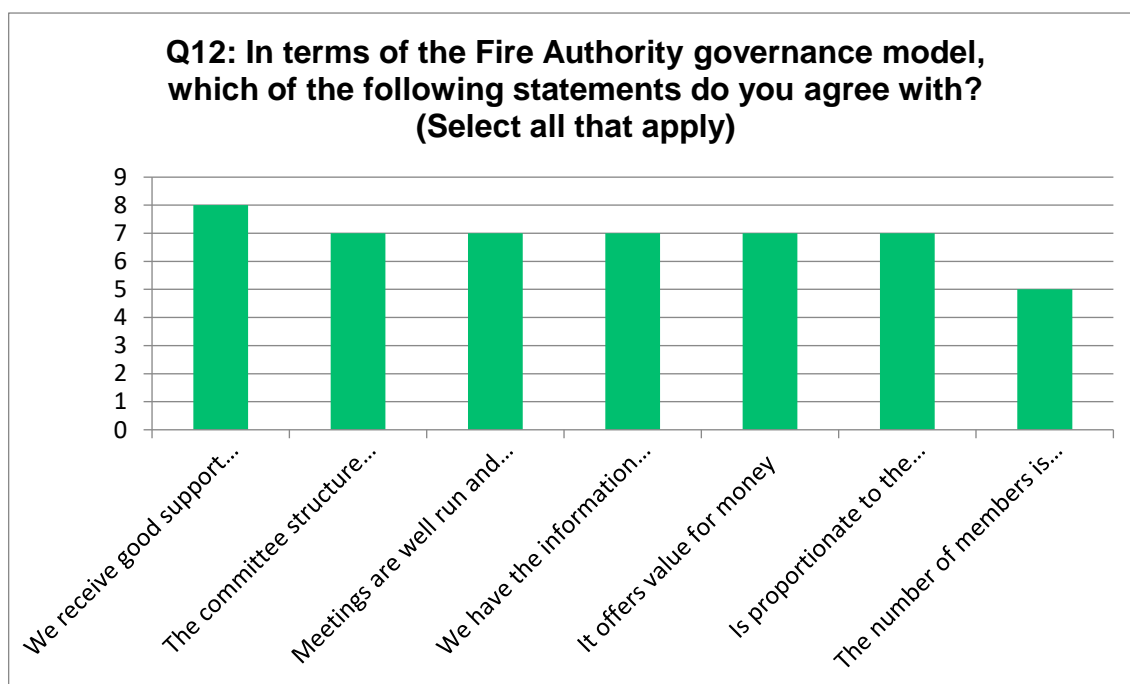 Q12: In terms of the Fire Authority governance model,
which of the following statements do you agree with?
(Select all that apply)
9
8
7
6
5
4
3
2
1
0
We receive good support...
The committee structure...
Meetings are well run and...
We have the information...
It offers value for money
Is proportionate to the...
The number of members is...